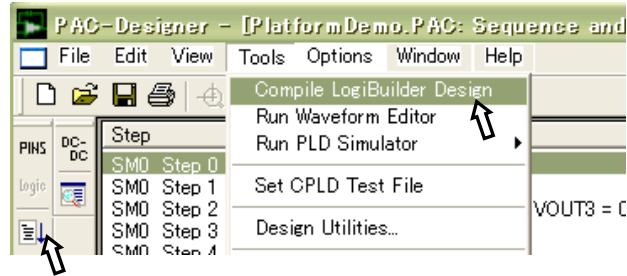 PAC-Designer - [PlatformDemo.PAC: Sequence and
File Edit View Tools Options Window Help
Compile LogiBuilder Design
Run Waveform Editor
Run PLD Simulator
Set CPLD Test File
Design Utilities...
PINS
DC-
DC
Logic
Step
SM0 Step 0
SM0 Step 1
SM0 Step 2
VOUT3 =
SM0 Step 3
SM0 Step 4